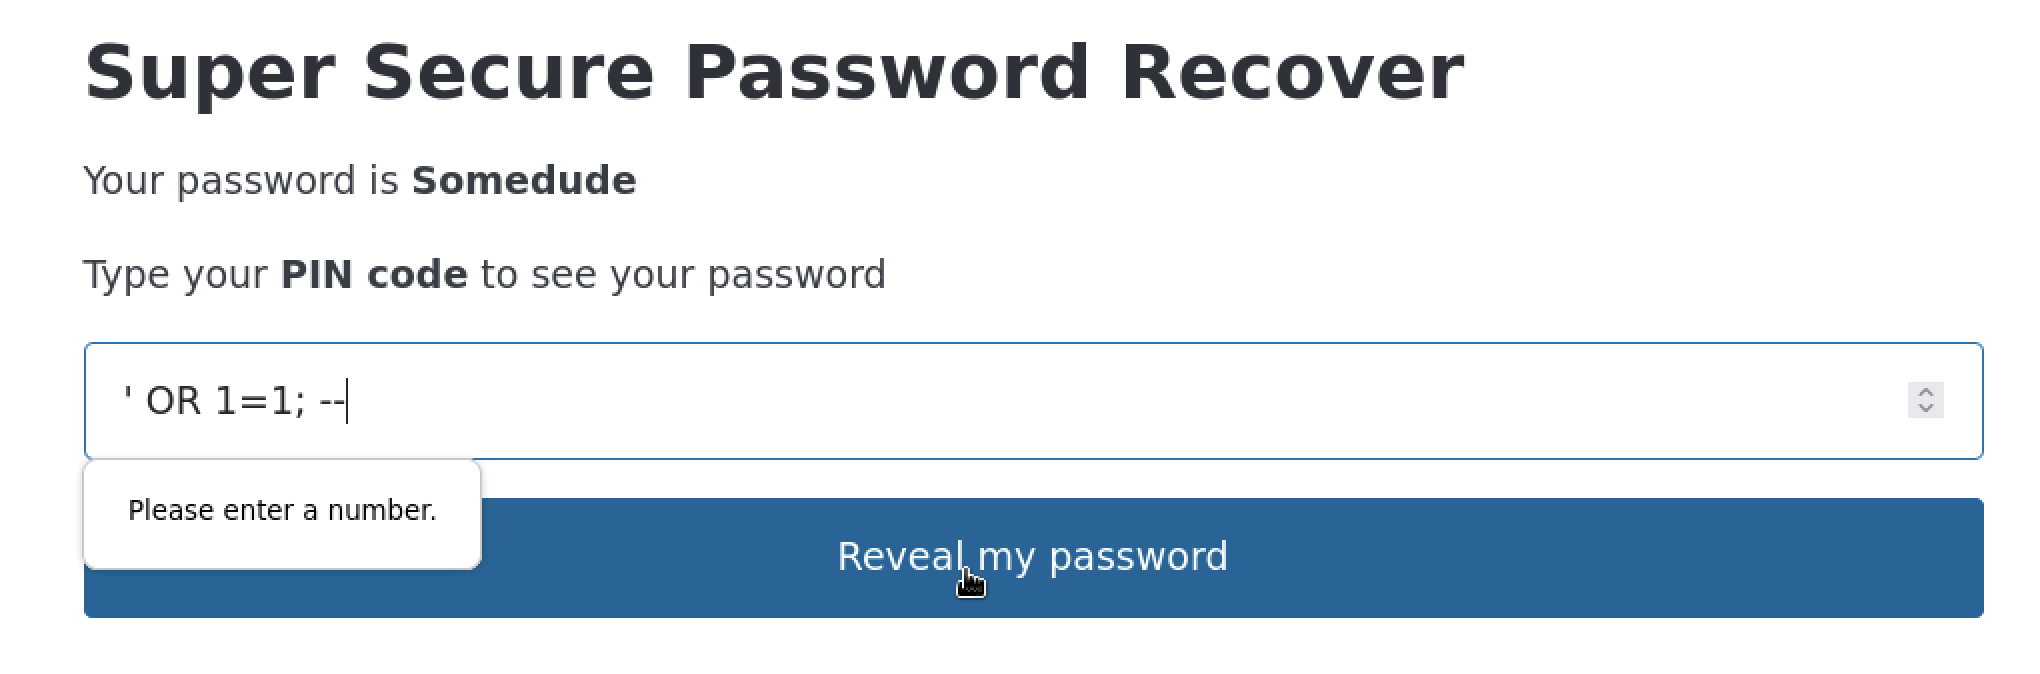 Super Secure Password Recover
Your password is Somedude
Type your PIN code to see your password
' OR 1=1; --
Please enter a number.
Reveal my password